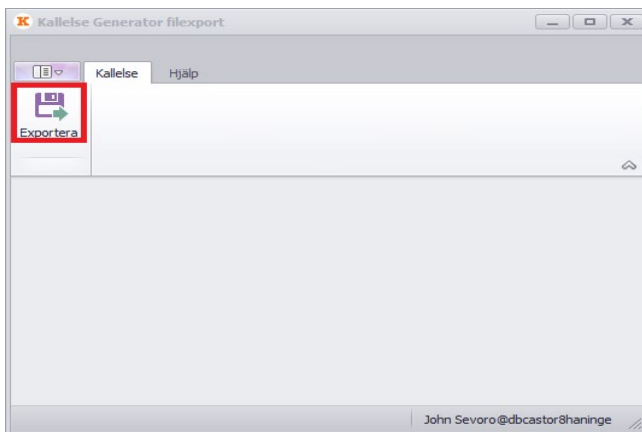 K Kallelse Generator filexport
Kallelse Hjälp
Exportera
John Sevoro@dbcastor8haninge